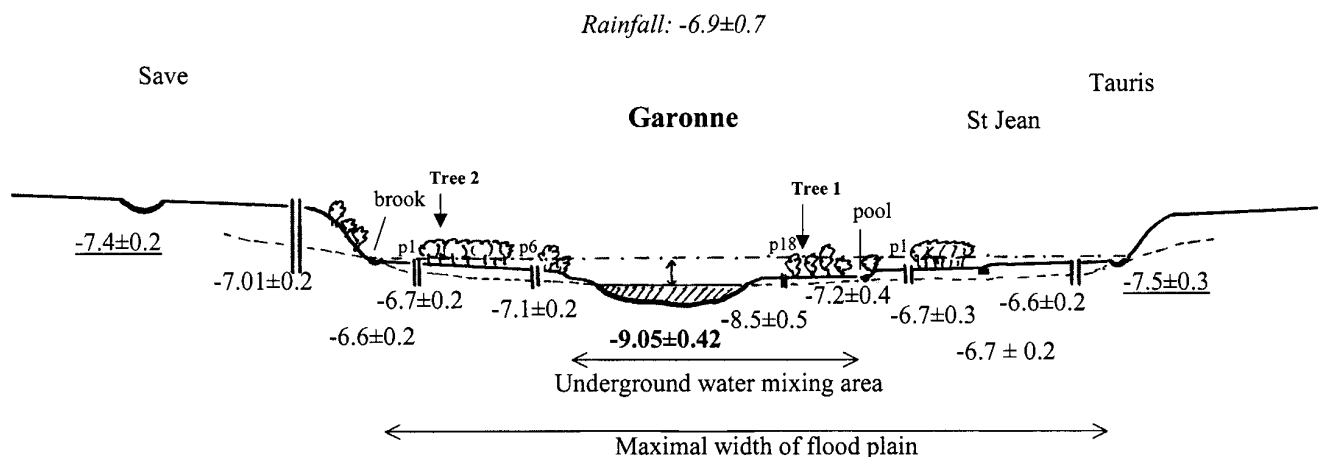 Rainfall: -6.9±0.7
Save
Tauris
Garonne
St Jean
brook
Tree 2
Tree 1
pool
p1
p6
p18
p1
-7.4±0.2
-7.01±0.2
-6.7±0.2
-7.1±0.2
-7.2±0.4
-6.6±0.2
-7.5±0.3
-8.5±0.5
-6.7±0.3
-6.6±0.2
-9.05±0.42
-6.7 ± 0.2
Underground water mixing area
Maximal width of flood plain